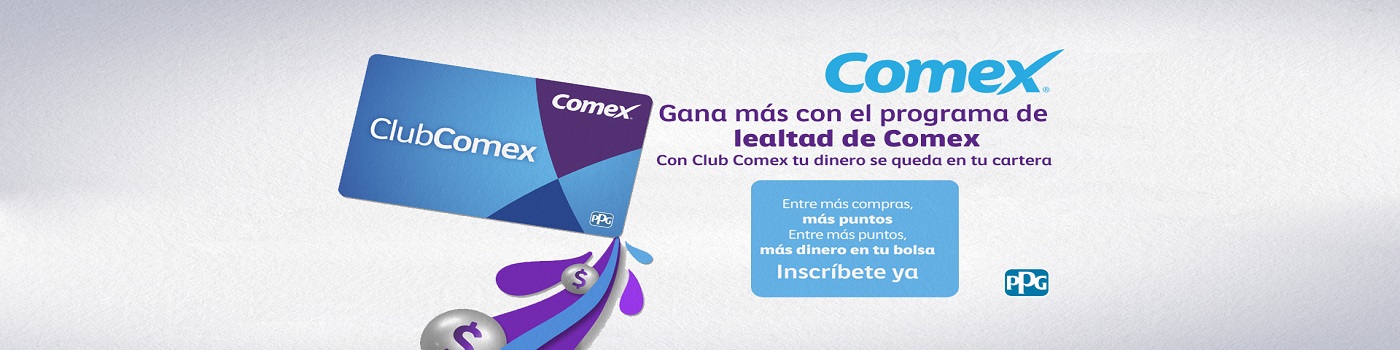 Comex
ClubComex
PPG
$
$
Comex
Gana más con el programa de
lealtad de Comex
Con Club Comex tu dinero se queda en tu cartera
Entre más compras,
más puntos
Entre más puntos,
más dinero en tu bolsa
Inscríbete ya
PPG